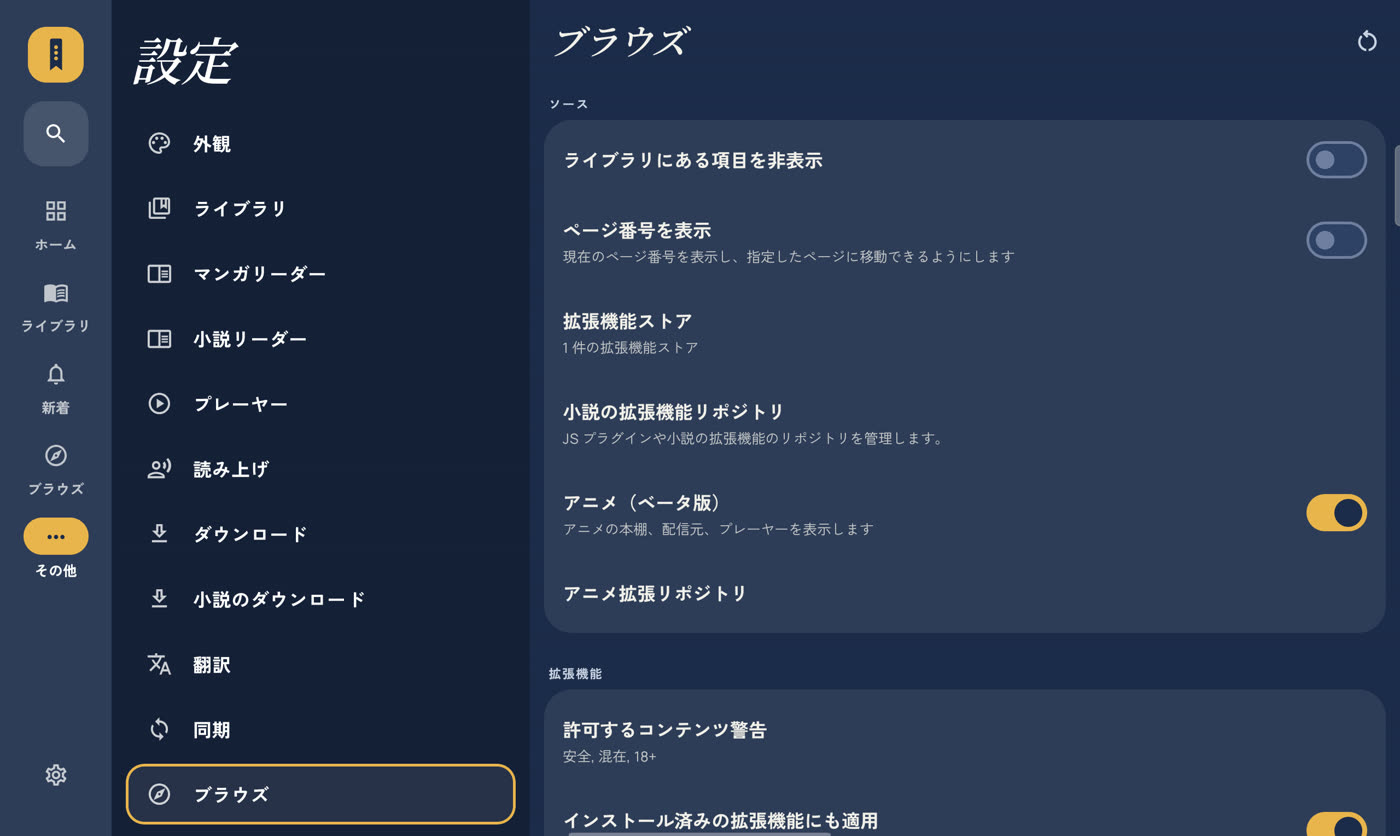 ホーム
ライブラリ
新着
ブラウズ
その他
設定
外観
ライブラリ
マンガリーダー
小説リーダー
プレーヤー
読み上げ
ダウンロード
小説のダウンロード
翻訳
同期
ブラウズ
ブラウズ
ソース
ライブラリにある項目を非表示
ページ番号を表示
現在のページ番号を表示し、指定したページに移動できるようにします
拡張機能ストア
1 件の拡張機能ストア
小説の拡張機能リポジトリ
JS プラグインや小説の拡張機能のリポジトリを管理します。
アニメ（ベータ版）
アニメの本棚、配信元、プレーヤーを表示します
アニメ拡張リポジトリ
拡張機能
許可するコンテンツ警告
安全, 混在, 18+
インストール済みの拡張機能にも適用